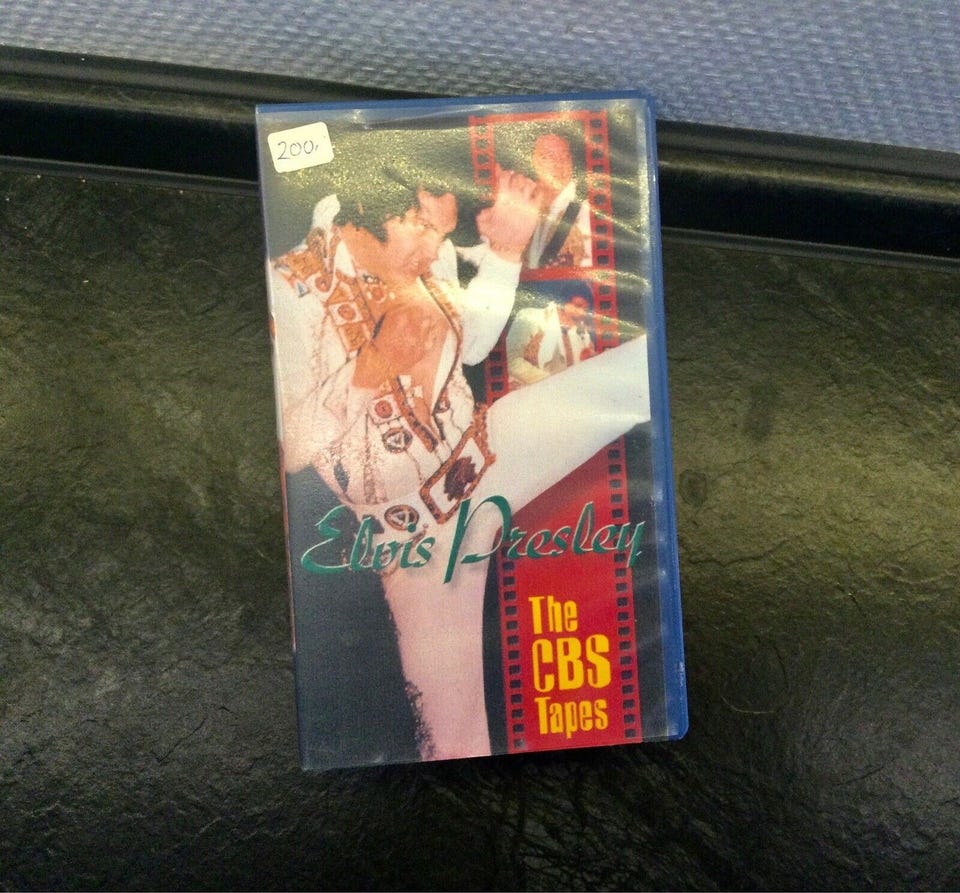 200,
Elvis Presley
The
CBS
Tapes